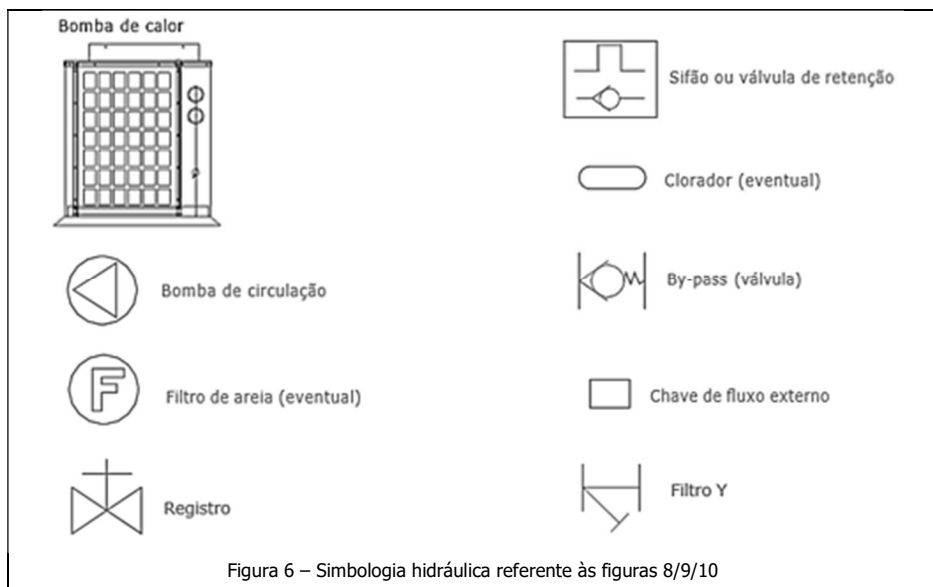 Bomba de calor
Sifão ou válvula de retenção
Clorador (eventual)
Bomba de circulação
By-pass (válvula)
F
Filtro de areia (eventual)
Chave de fluxo externo
Registro
Filtro Y
Figura 6 – Simbologia hidráulica referente às figuras 8/9/10